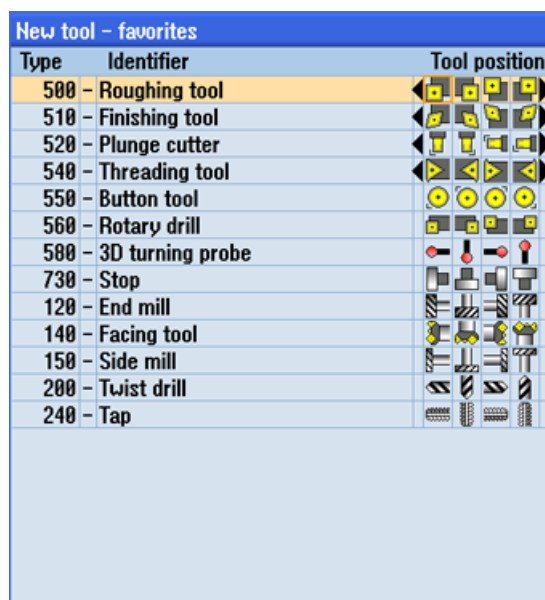 New tool - favorites
Type Identifier Tool position
500 - Roughing tool
510 - Finishing tool
520 - Plunge cutter
540 - Threading tool
550 - Button tool
560 - Rotary drill
580 - 3D turning probe
730 - Stop
120 - End mill
140 - Facing tool
150 - Side mill
200 - Twist drill
240 - Tap